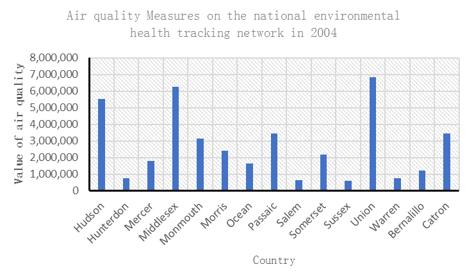 Air quality Measures on the national environmental
health tracking network in 2004
Value of air quality
8,000,000
7,000,000
6,000,000
5,000,000
4,000,000
3,000,000
2,000,000
1,000,000
0
Hudson
Hunterdon
Mercer
Middlesex
Monmouth
Morris
Ocean
Passaic
Salem
Somerset
Sussex
Union
Warren
Bernalillo
Catron
Country